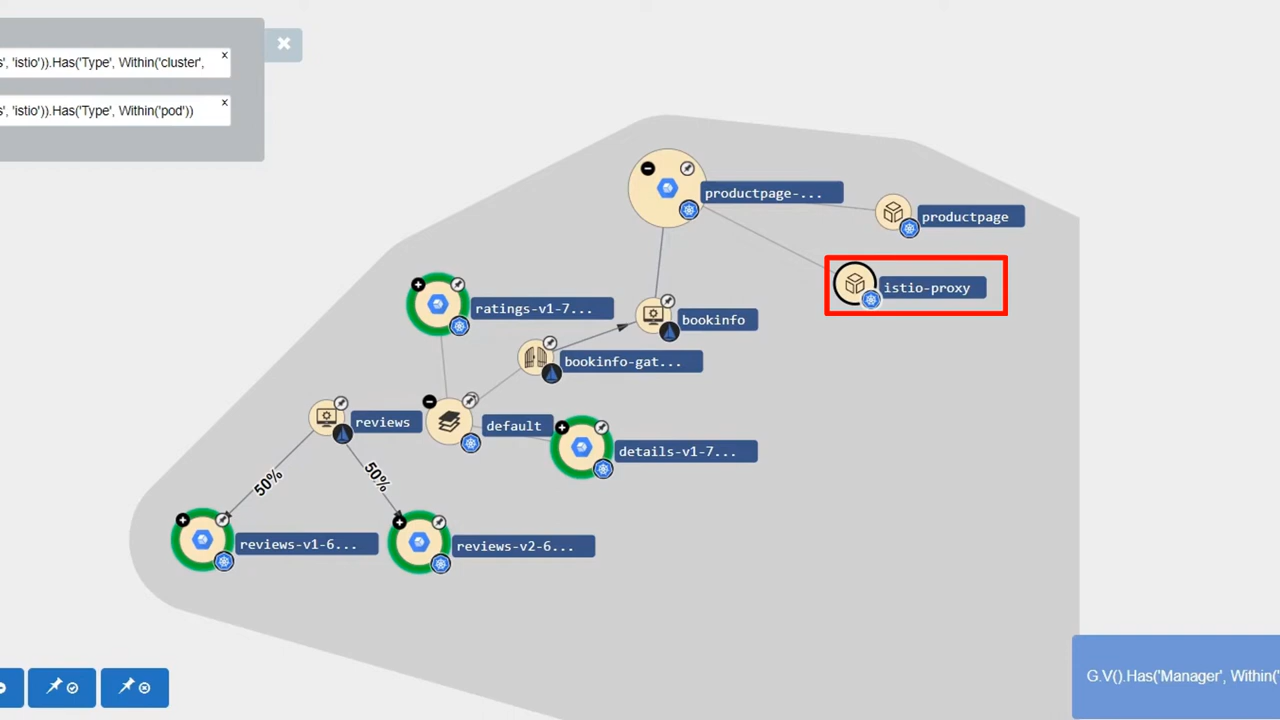 s', 'istio')).Has('Type', Within('cluster',
x
s', 'istio')).Has('Type', Within('pod'))
x
productpage-...
productpage
istio-proxy
ratings-v1-7...
bookinfo
bookinfo-gat...
reviews
default
details-v1-7...
50%
50%
reviews-v1-6...
reviews-v2-6...
G.V().Has('Manager', Within('